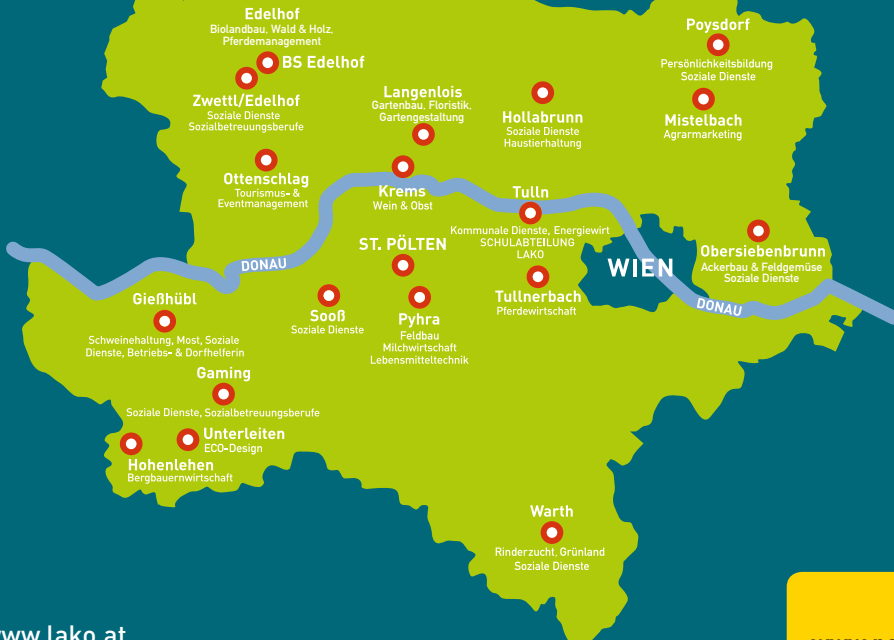 Edelhof
Biolandbau, Wald & Holz,
Pferdemanagement
BS Edelhof
Zwettl/Edelhof
Soziale Dienste
Sozialbetreuungsberufe
Ottenschlag
Tourismus- &
Eventmanagement
Langenlois
Gartenbau, Floristik,
Gartengestaltung
Krems
Wein & Obst
Hollabrunn
Soziale Dienste
Haustierhaltung
Poysdorf
Persönlichkeitsbildung
Soziale Dienste
Mistelbach
Agrarmarketing
Tulln
Kommunale Dienste, Energiewirt
SCHULABTEILUNG
LAKO
ST. PÖLTEN
DONAU
WIEN
Obersiebenbrunn
Ackerbau & Feldgemüse
Soziale Dienste
DONAU
Tullnerbach
Pferdewirtschaft
Gießhübl
Schweinehaltung, Most, Soziale
Dienste, Betriebs- & Dorfhelferin
Sooß
Soziale Dienste
Pyhra
Feldbau
Milchwirtschaft
Lebensmitteltechnik
Gaming
Soziale Dienste, Sozialbetreuungsberufe
Unterleiten
ECO-Design
Hohenlehen
Bergbauernwirtschaft
Warth
Rinderzucht, Grünland
Soziale Dienste
www.lako.at